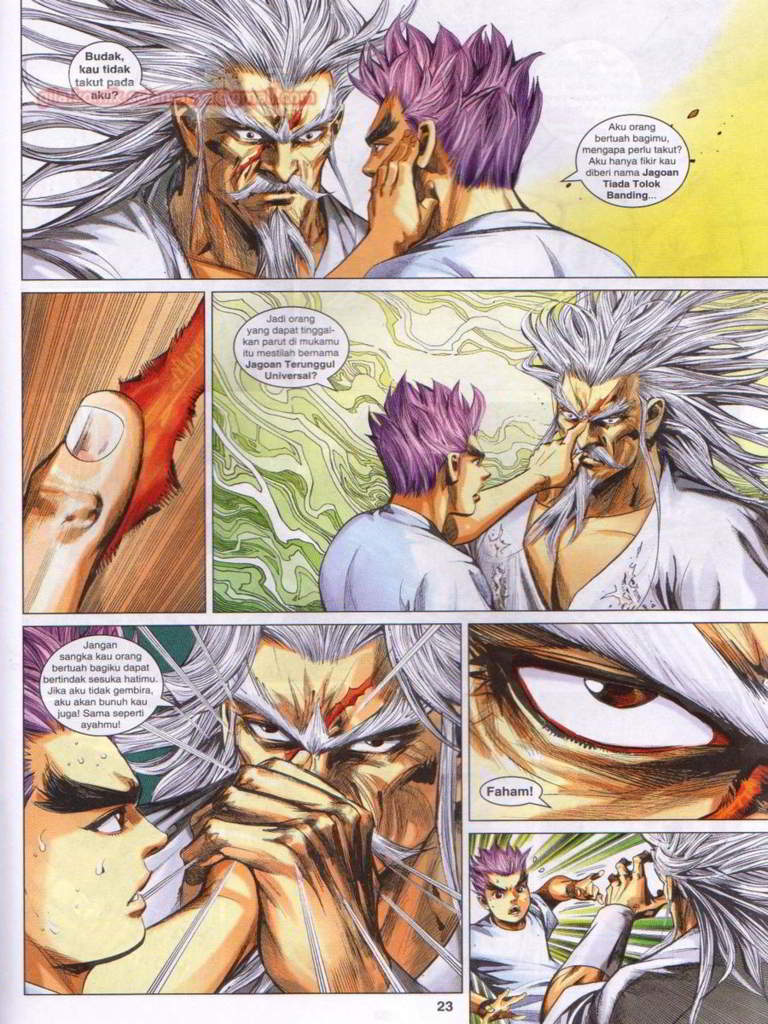 Budak,
kau tidak
takut pada
aku?
Aku orang
bertuah bagimu,
mengapa perlu takut?
Aku hanya fikir kau
diberi nama Jagoan
Tiada Tolok
Banding...
Jadi orang
yang dapat tinggal-
kan parut di mukamu
itu mestilah bernama
Jagoan Terunggul
Universal?
Jangan
sangka kau orang
bertuah bagiku dapat
bertindak sesuka hatimu.
Jika aku tidak gembira,
aku akan bunuh kau
juga! Sama seperti
ayahmu!
Faham!
23